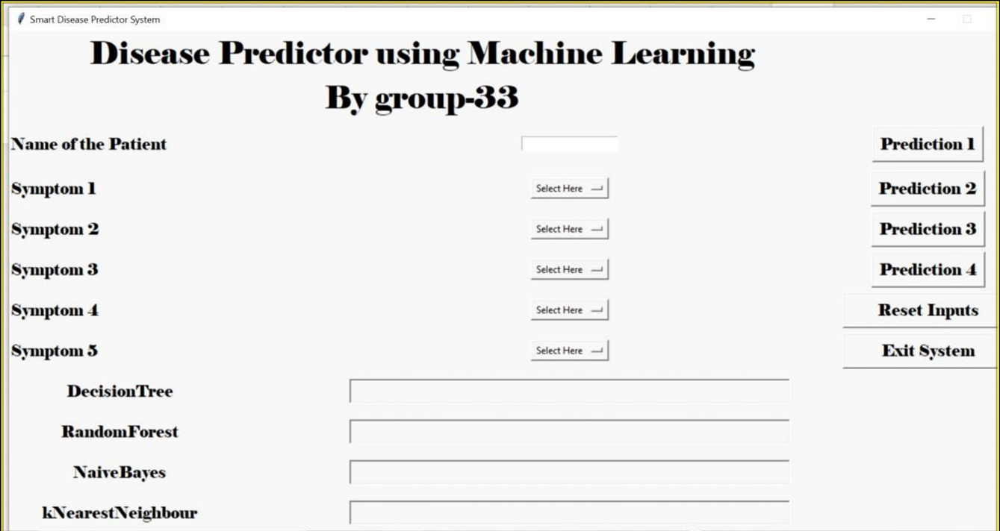 Smart Disease Predictor System
Disease Predictor using Machine Learning
By group-33
Name of the Patient
Prediction 1
Symptom 1
Select Here
Prediction 2
Symptom 2
Select Here
Prediction 3
Symptom 3
Select Here
Prediction 4
Symptom 4
Select Here
Reset Inputs
Symptom 5
Select Here
Exit System
DecisionTree
RandomForest
NaiveBayes
kNearestNeighbour